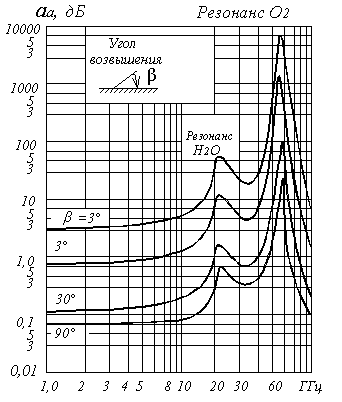 aа, дБ Резонанс O2
10000
5
3
Угол
возвышения
β
1000
5
3
100
5
3
Резонанс
H2O
10
5
3
β =3°
3°
1,0
5
3
30°
0,1
5
3
90°
0,01
1,0 2 3 4 5 8 10 20 30 60 ГГц